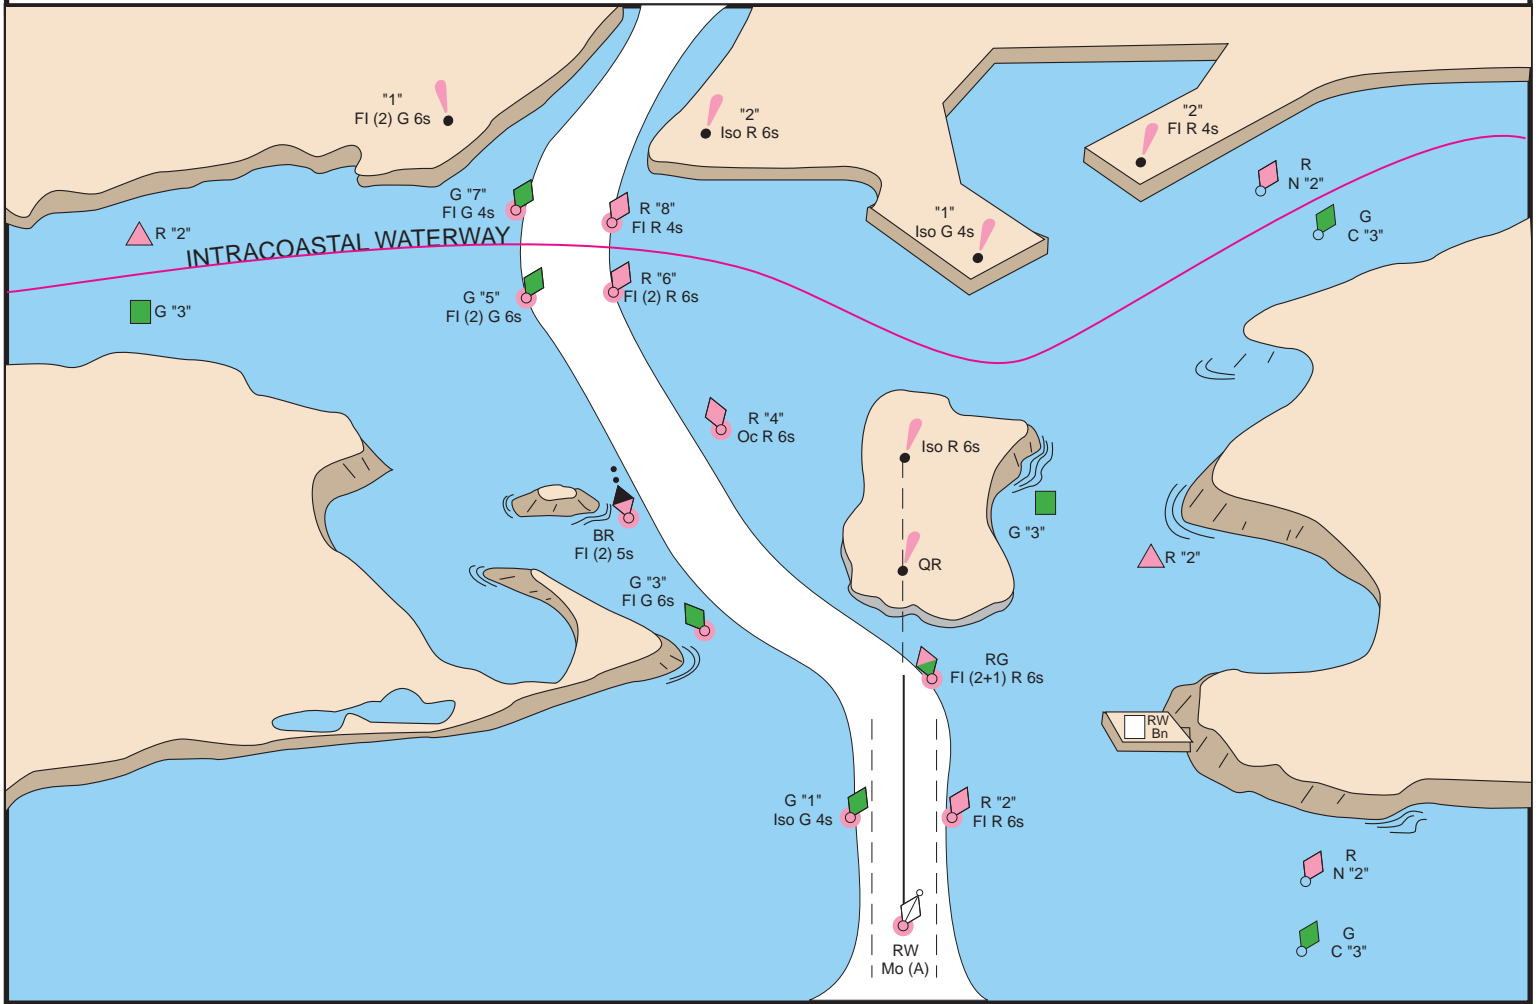 "1"
Fl (2) G 6s
"2"
Iso R 6s
"2"
Fl R 4s
R
N "2"
G
C "3"
G "7"
Fl G 4s
R "8"
Fl R 4s
"1"
Iso G 4s
R "2"
INTRACOASTAL WATERWAY
G "3"
G "5"
Fl (2) G 6s
R "6"
Fl (2) R 6s
R "4"
Oc R 6s
Iso R 6s
G "3"
BR
Fl (2) 5s
QR
R "2"
G "3"
Fl G 6s
RG
Fl (2+1) R 6s
RW
Bn
G "1"
Iso G 4s
R "2"
Fl R 6s
R
N "2"
G
C "3"
RW
Mo (A)